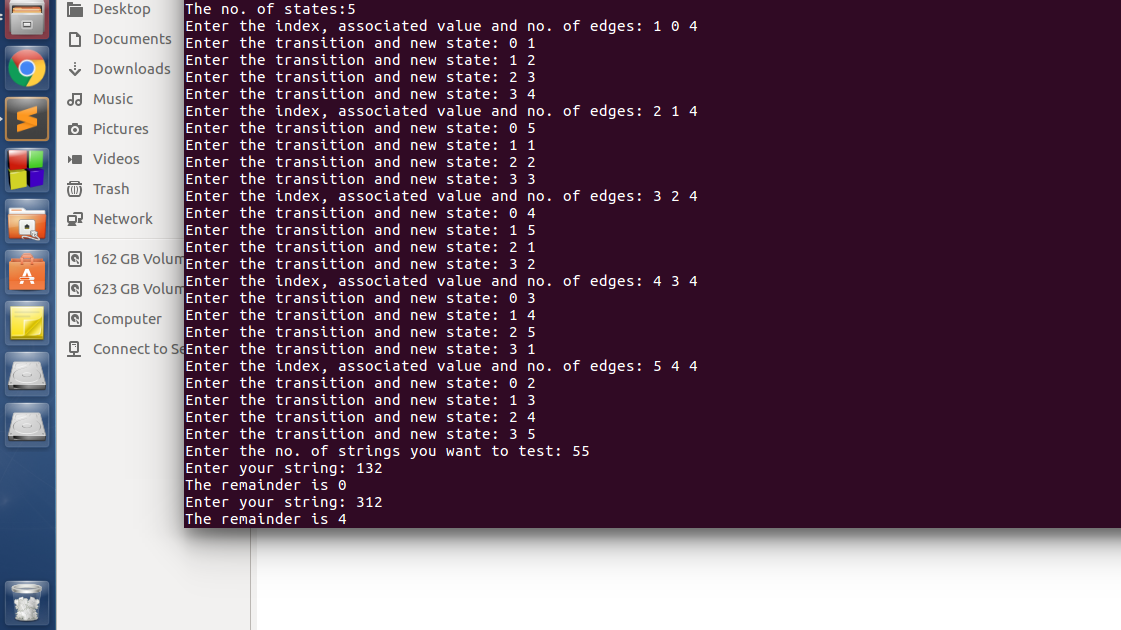 Desktop
Documents
Downloads
Music
Pictures
Videos
Trash
Network
162 GB Volum
623 GB Volum
Computer
Connect to Se
The no. of states:5
Enter the index, associated value and no. of edges: 1 0 4
Enter the transition and new state: 0 1
Enter the transition and new state: 1 2
Enter the transition and new state: 2 3
Enter the transition and new state: 3 4
Enter the index, associated value and no. of edges: 2 1 4
Enter the transition and new state: 0 5
Enter the transition and new state: 1 1
Enter the transition and new state: 2 2
Enter the transition and new state: 3 3
Enter the index, associated value and no. of edges: 3 2 4
Enter the transition and new state: 0 4
Enter the transition and new state: 1 5
Enter the transition and new state: 2 1
Enter the transition and new state: 3 2
Enter the index, associated value and no. of edges: 4 3 4
Enter the transition and new state: 0 3
Enter the transition and new state: 1 4
Enter the transition and new state: 2 5
Enter the transition and new state: 3 1
Enter the index, associated value and no. of edges: 5 4 4
Enter the transition and new state: 0 2
Enter the transition and new state: 1 3
Enter the transition and new state: 2 4
Enter the transition and new state: 3 5
Enter the no. of strings you want to test: 55
Enter your string: 132
The remainder is 0
Enter your string: 312
The remainder is 4